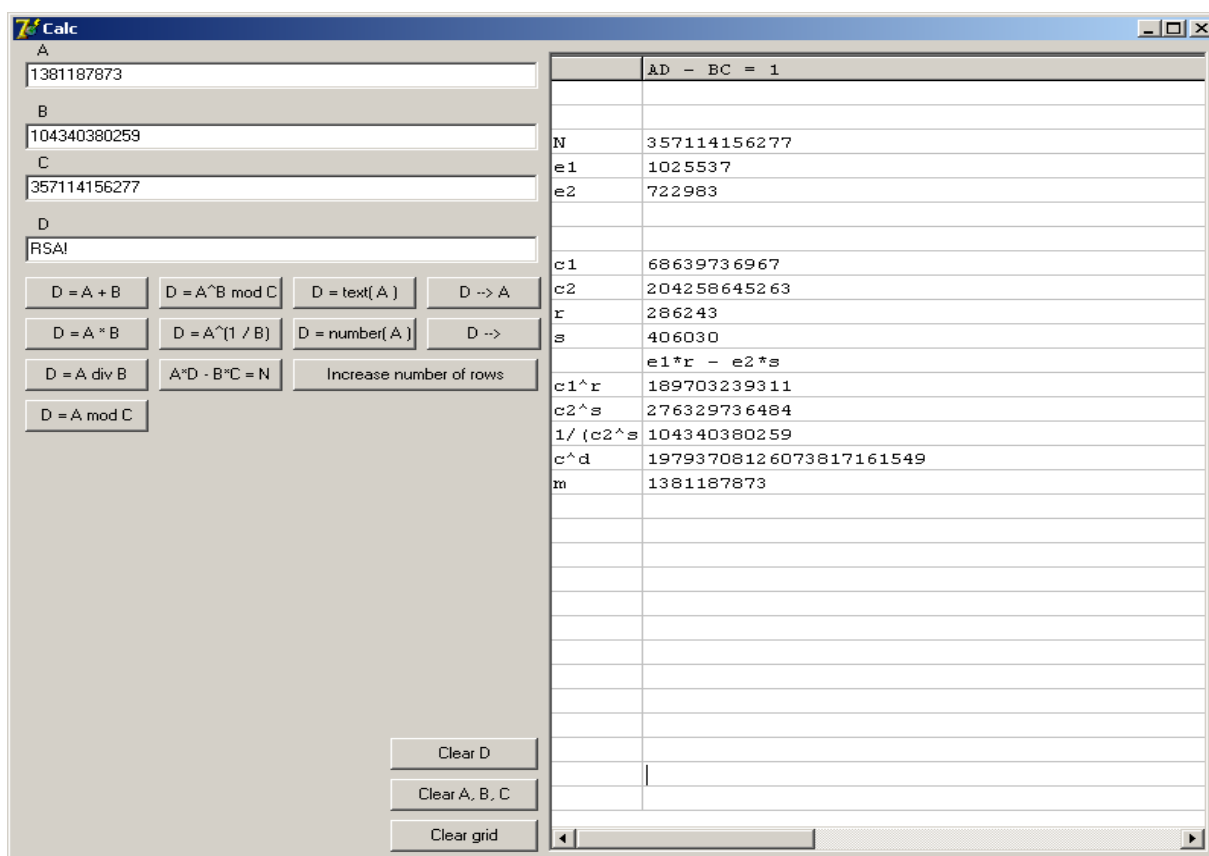 Calc
A
1381187873
B
104340380259
C
357114156277
D
RSA!
D = A + B D = A^B mod C D = text( A ) D --> A
D = A * B D = A^(1 / B) D = number( A ) D -->
D = A div B A*D - B*C = N Increase number of rows
D = A mod C
Clear D
Clear A, B, C
Clear grid
AD - BC = 1
N 357114156277
e1 1025537
e2 722983
c1 68639736967
c2 204258645263
r 286243
s 406030
e1*r - e2*s
c1^r 189703239311
c2^s 276329736484
1/(c2^s 104340380259
c^d 19793708126073817161549
m 1381187873